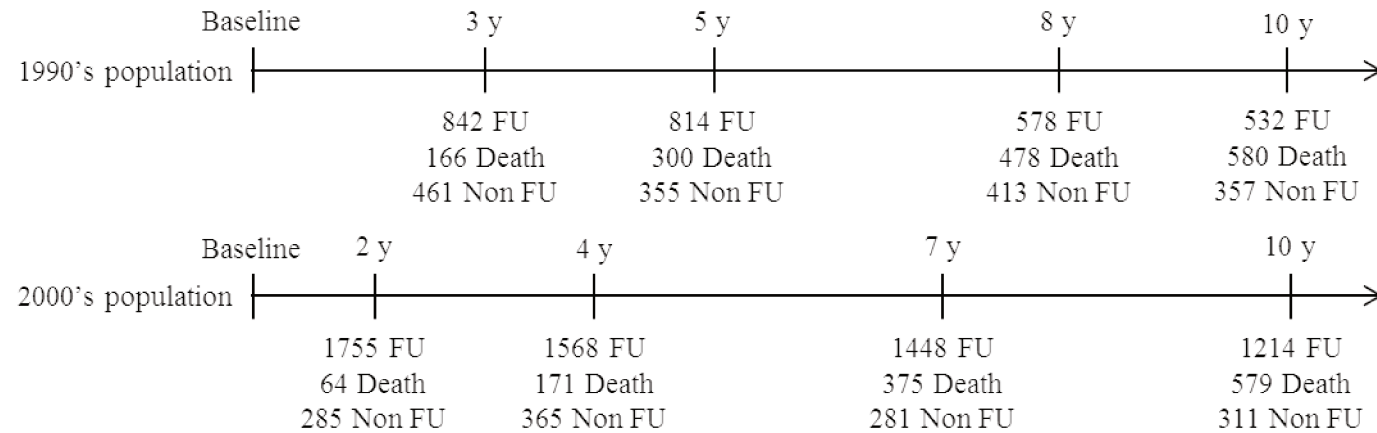 Baseline 3 y 5 y 8 y 10 y
1990’s population
842 FU 814 FU 578 FU 532 FU
166 Death 300 Death 478 Death 580 Death
461 Non FU 355 Non FU 413 Non FU 357 Non FU
Baseline 2 y 4 y 7 y 10 y
2000’s population
1755 FU 1568 FU 1448 FU 1214 FU
64 Death 171 Death 375 Death 579 Death
285 Non FU 365 Non FU 281 Non FU 311 Non FU